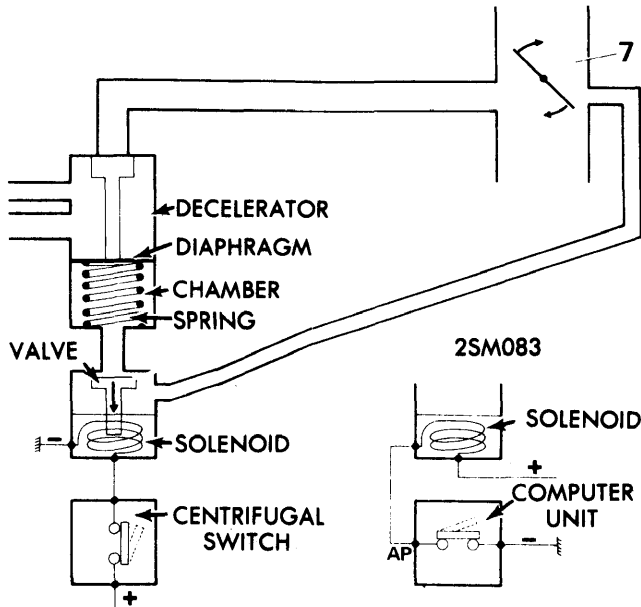 7
DECELERATOR
DIAPHRAGM
CHAMBER
SPRING
VALVE
2SM083
-
SOLENOID
SOLENOID
+
CENTRIFUGAL
SWITCH
COMPUTER
UNIT
AP
-
+